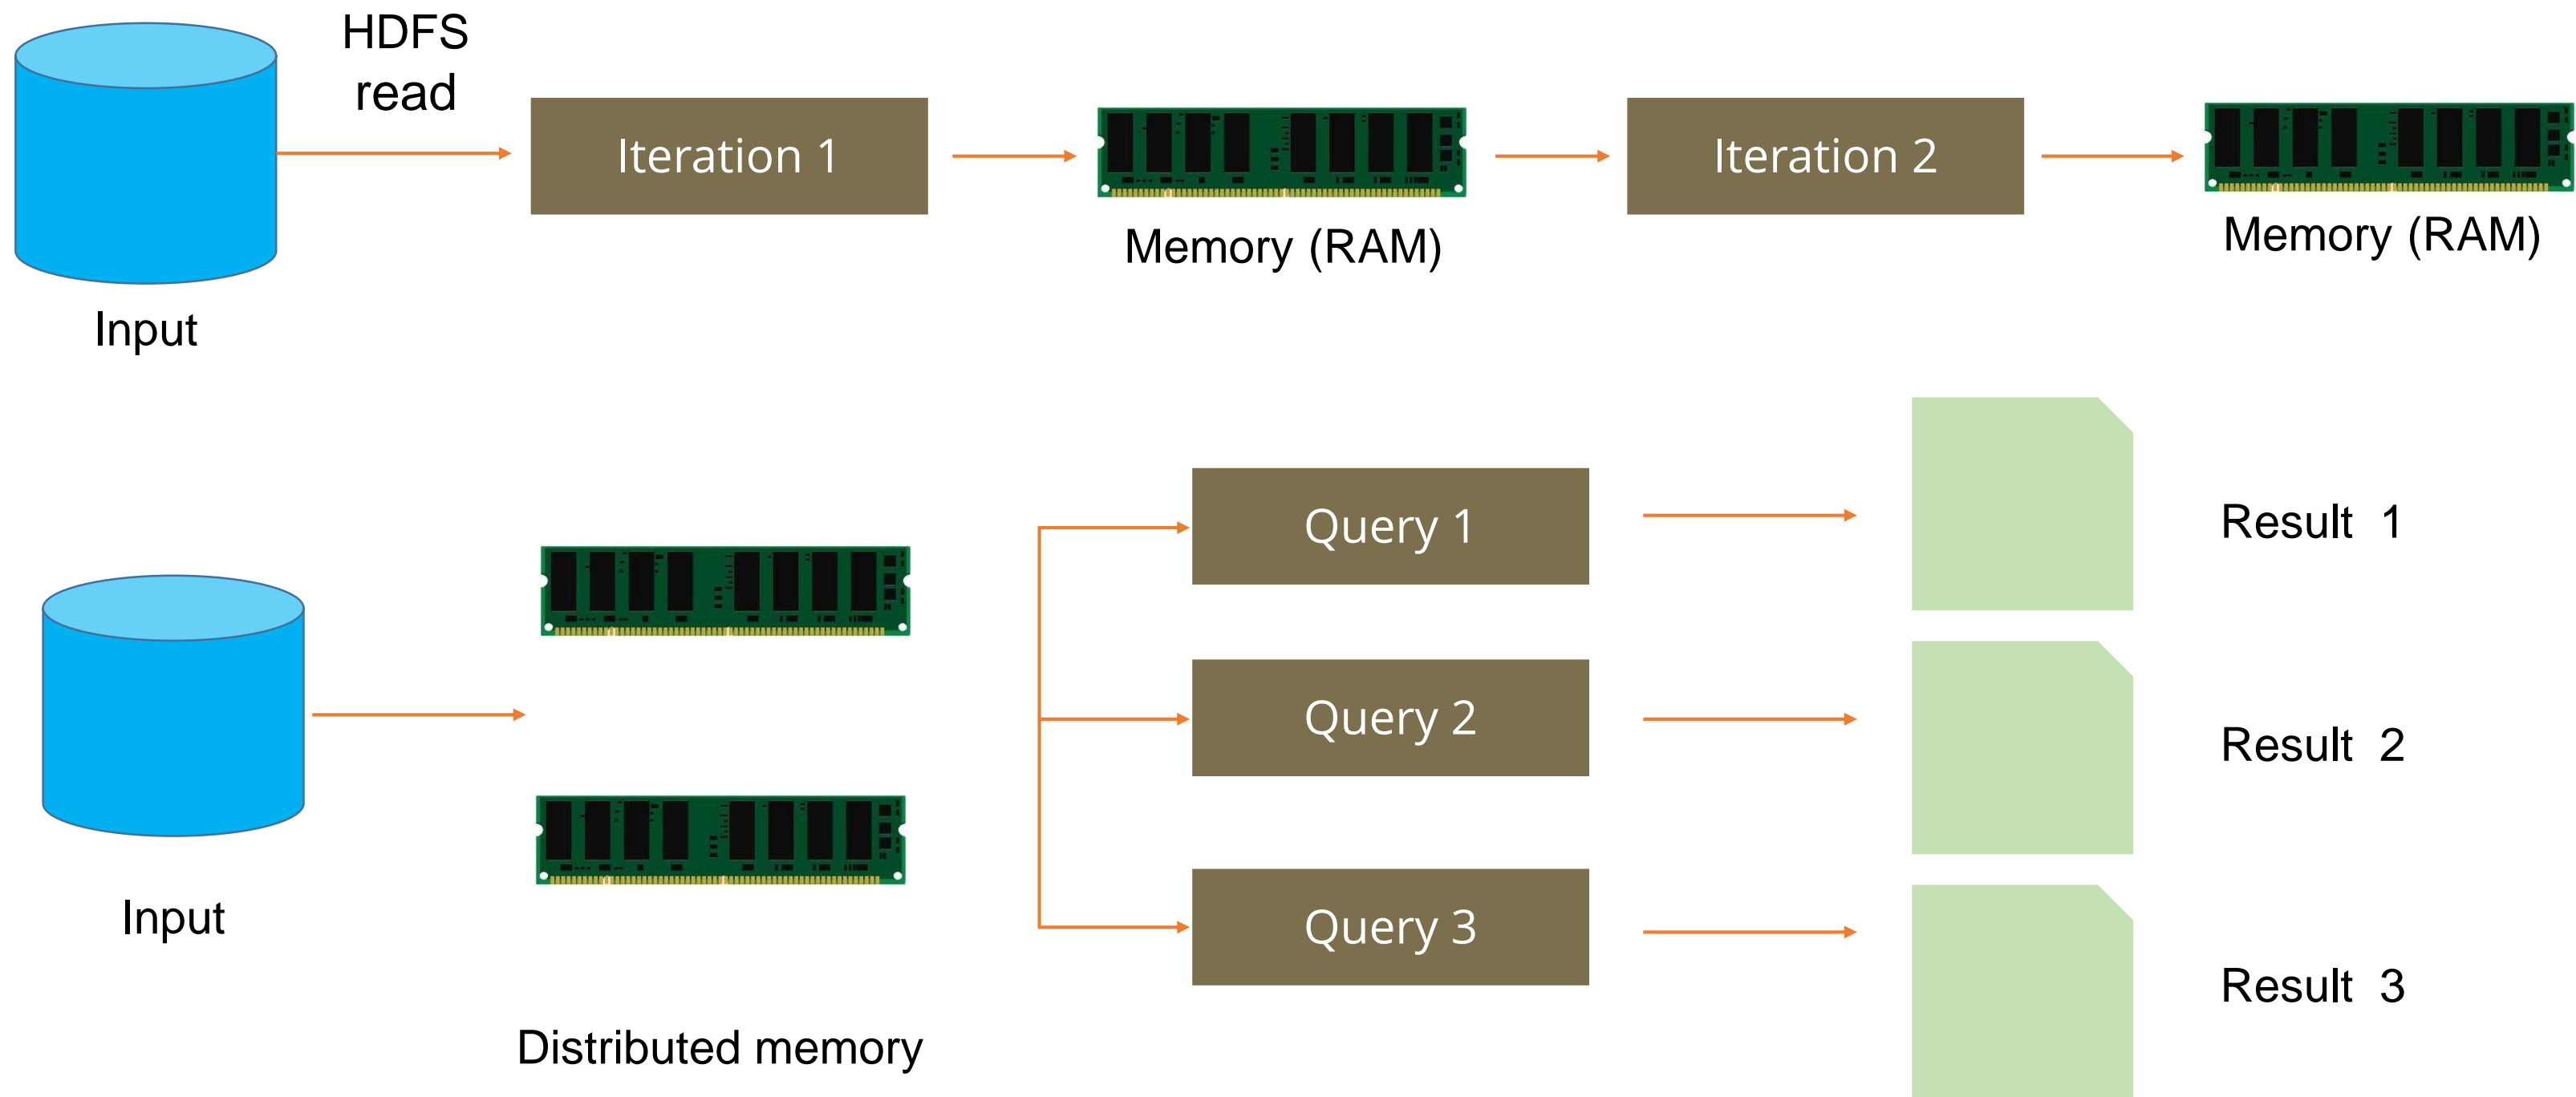 HDFS
read
Iteration 1
Iteration 2
Memory (RAM)
Memory (RAM)
Input
Query 1
Result 1
Query 2
Result 2
Input
Query 3
Result 3
Distributed memory